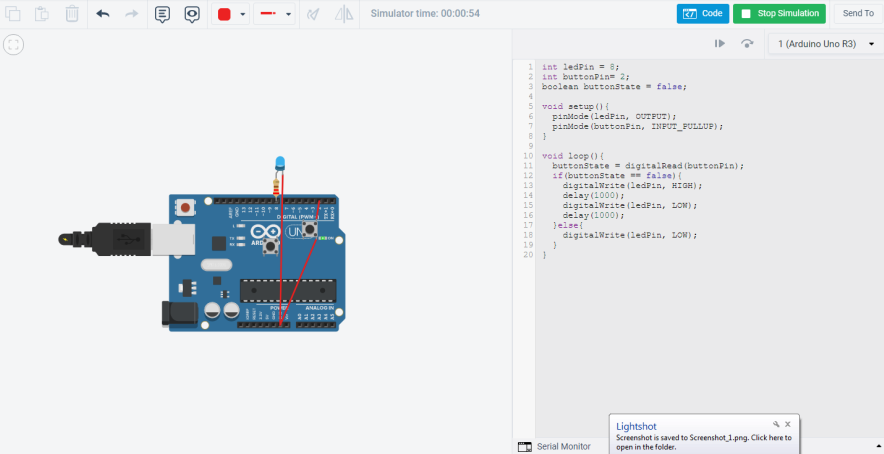 Simulator time: 00:00:54
Code
Stop Simulation
Send To
1 (Arduino Uno R3)
1 int ledPin = 8;
2 int buttonPin= 2;
3 boolean buttonState = false;
4
5 void setup(){
6 pinMode(ledPin, OUTPUT);
7 pinMode(buttonPin, INPUT_PULLUP);
8 }
9
10 void loop(){
11 buttonState = digitalRead(buttonPin);
12 if(buttonState == false){
13 digitalWrite(ledPin, HIGH);
14 delay(1000);
15 digitalWrite(ledPin, LOW);
16 delay(1000);
17 }else{
18 digitalWrite(ledPin, LOW);
19 }
20 }
DIGITAL (PWM~
UN
ARD
POWER
ANALOG IN
Lightshot
Screenshot is saved to Screenshot_1.png. Click here to
open in the folder.
Serial Monitor